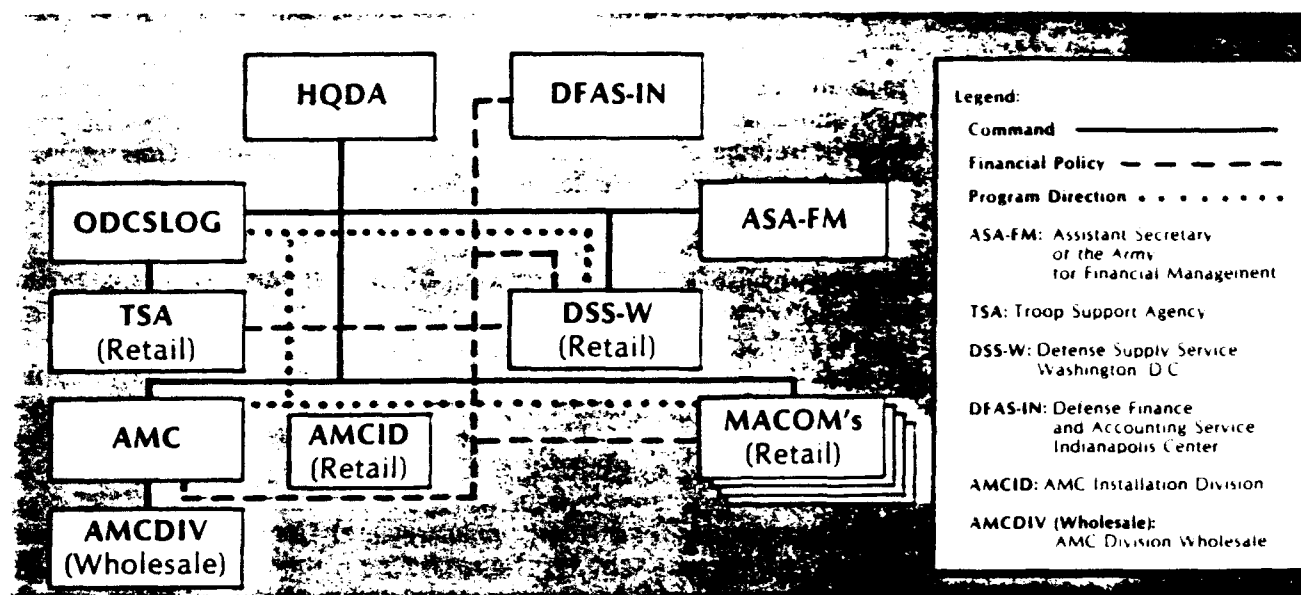 HQDA
DFAS-IN
ODCSLOG
ASA-FM
TSA
(Retail)
DSS-W
(Retail)
AMC
AMCID
(Retail)
MACOM's
(Retail)
AMCDIV
(Wholesale)
Legend:
Command
Financial Policy
Program Direction
ASA-FM: Assistant Secretary
of the Army
for Financial Management
TSA: Troop Support Agency
DSS-W: Defense Supply Service
Washington D C
DFAS-IN: Defense Finance
and Accounting Service
Indianapolis Center
AMCID: AMC Installation Division
AMCDIV (Wholesale):
AMC Division Wholesale